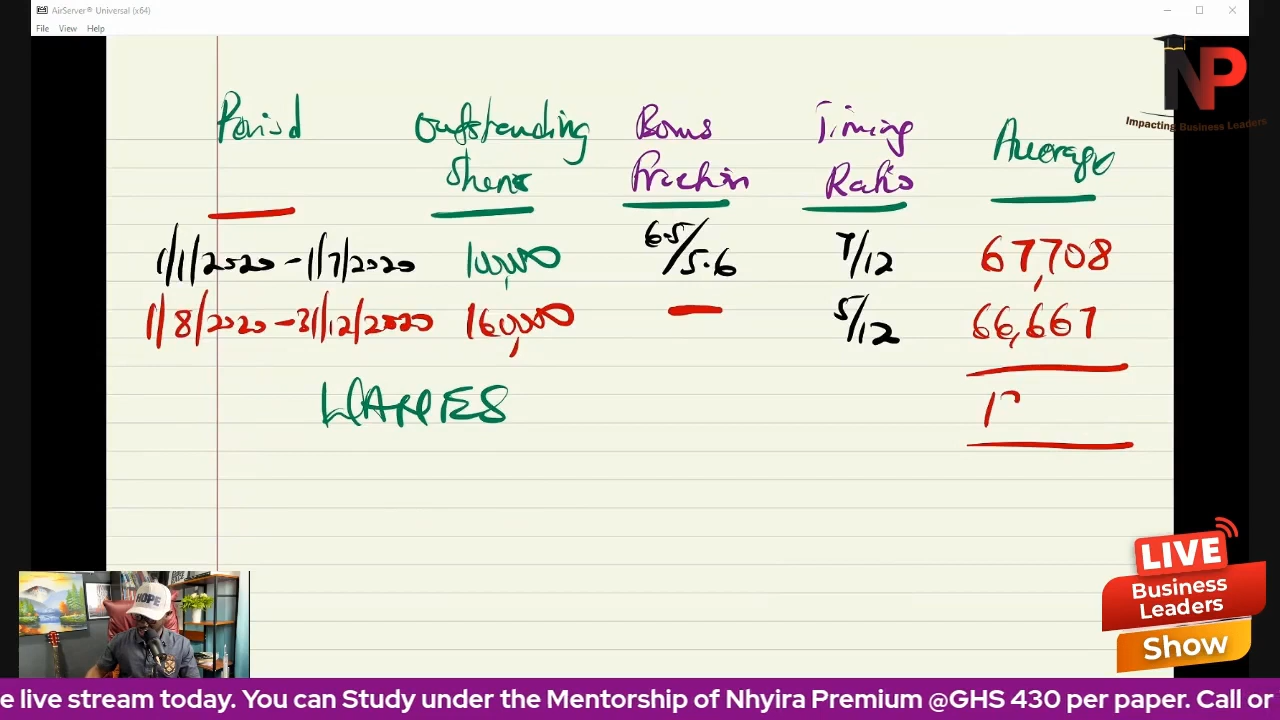 AirServer® Universal (x64)
File View Help
NP
Impacting Business Leaders
Period Outstanding Shares Bonus Fraction Timing Ratio Average
1/1/2020 - 1/7/2020 100,000 6.5/5.6 7/12 67,708
1/8/2020 - 31/12/2020 160,000 - 5/12 66,667
HOPE
LIVE
Business
Leaders
Show
e live stream today. You can Study under the Mentorship of Nhyira Premium @GHS 430 per paper. Call or